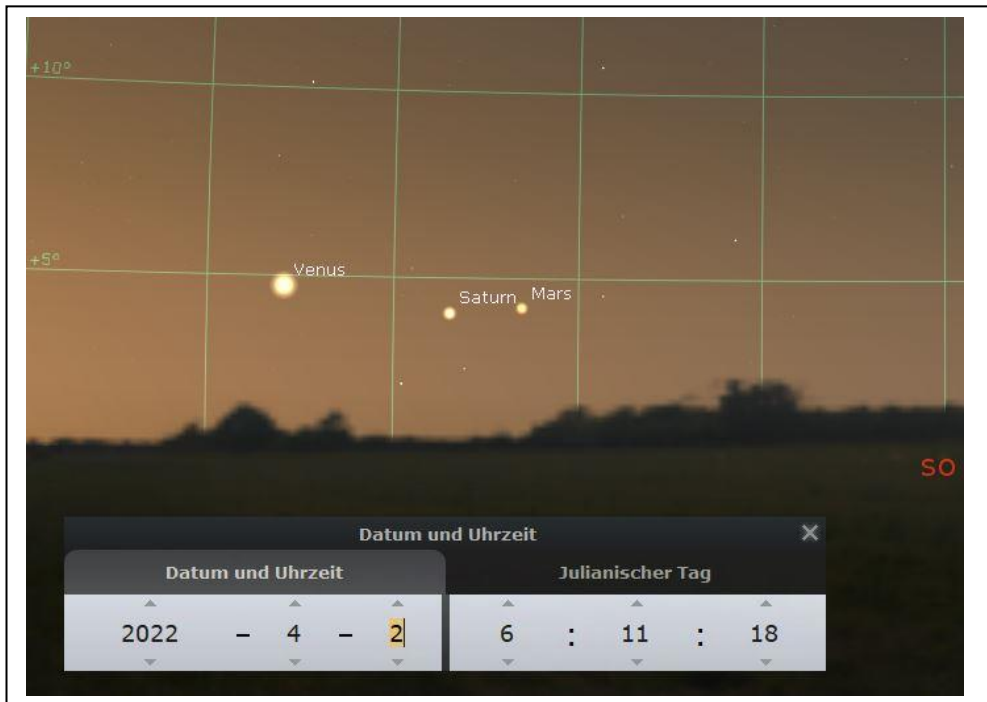 +10°
+5°
Venus
Saturn Mars
SO
Datum und Uhrzeit ×
Datum und Uhrzeit Julianischer Tag
2022 – 4 – 2 6 : 11 : 18